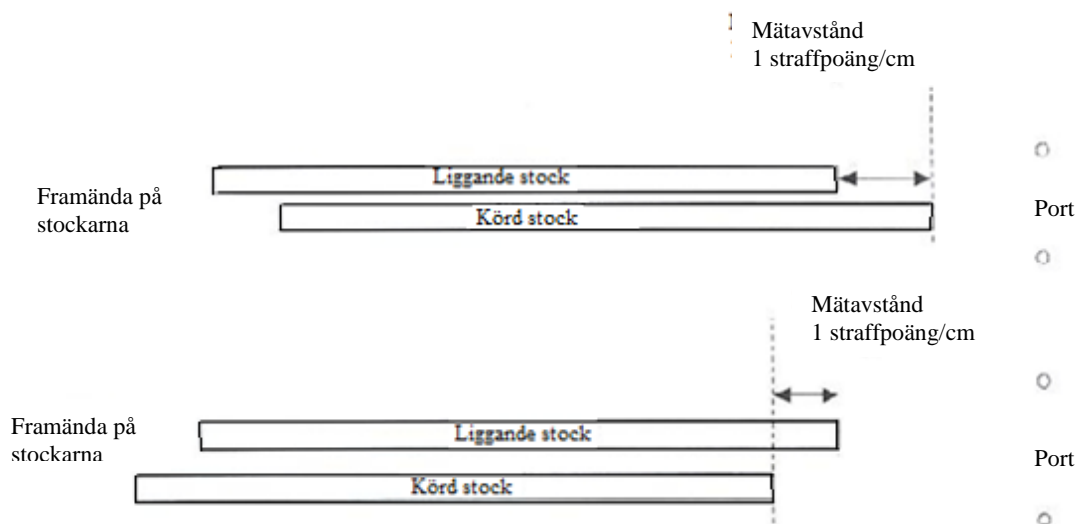 Mätavstånd
1 straffpoäng/cm
Liggande stock
Framända på
stockarna
Körd stock
Port
Mätavstånd
1 straffpoäng/cm
Framända på
stockarna
Liggande stock
Port
Körd stock